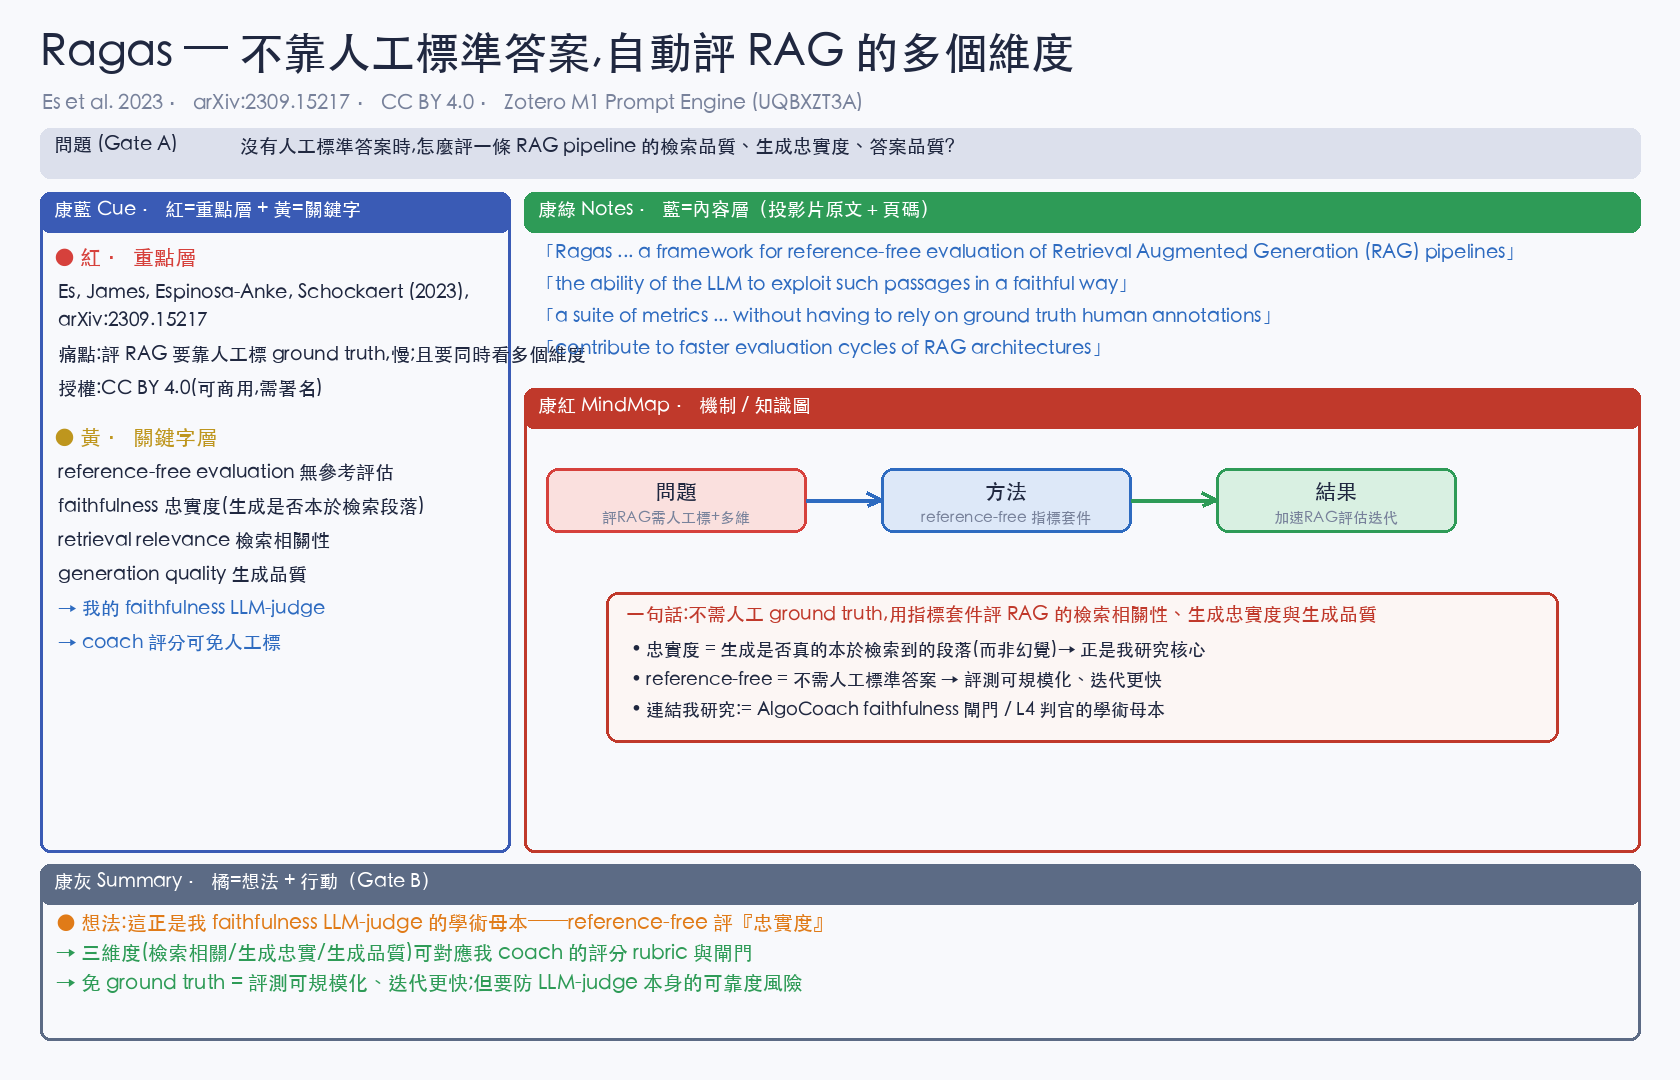 Ragas — 不靠人工標準答案,自動評 RAG 的多個維度
Es et al. 2023 · arXiv:2309.15217 · CC BY 4.0 · Zotero M1 Prompt Engine (UQBXZT3A)
問題 (Gate A) 沒有人工標準答案時,怎麼評一條 RAG pipeline 的檢索品質、生成忠實度、答案品質?
康藍 Cue · 紅=重點層 + 黃=關鍵字
● 紅 · 重點層
Es, James, Espinosa-Anke, Schockaert (2023),
arXiv:2309.15217
痛點:評 RAG 要靠人工標 ground truth,慢;且要同時看多個維度
授權:CC BY 4.0(可商用,需署名)
● 黃 · 關鍵字層
reference-free evaluation 無參考評估
faithfulness 忠實度(生成是否本於檢索段落)
retrieval relevance 檢索相關性
generation quality 生成品質
→ 我的 faithfulness LLM-judge
→ coach 評分可免人工標
康綠 Notes · 藍=內容層（投影片原文 + 頁碼）
「Ragas ... a framework for reference-free evaluation of Retrieval Augmented Generation (RAG) pipelines」
「the ability of the LLM to exploit such passages in a faithful way」
「a suite of metrics ... without having to rely on ground truth human annotations」
「contribute to faster evaluation cycles of RAG architectures」
康紅 MindMap · 機制 / 知識圖
問題
評RAG需人工標+多維
方法
reference-free 指標套件
結果
加速RAG評估迭代
一句話:不需人工 ground truth,用指標套件評 RAG 的檢索相關性、生成忠實度與生成品質
• 忠實度 = 生成是否真的本於檢索到的段落(而非幻覺)→ 正是我研究核心
• reference-free = 不需人工標準答案 → 評測可規模化、迭代更快
• 連結我研究:= AlgoCoach faithfulness 閘門 / L4 判官的學術母本
康灰 Summary · 橘=想法 + 行動（Gate B）
● 想法:這正是我 faithfulness LLM-judge 的學術母本——reference-free 評『忠實度』
→ 三維度(檢索相關/生成忠實/生成品質)可對應我 coach 的評分 rubric 與閘門
→ 免 ground truth = 評測可規模化、迭代更快;但要防 LLM-judge 本身的可靠度風險